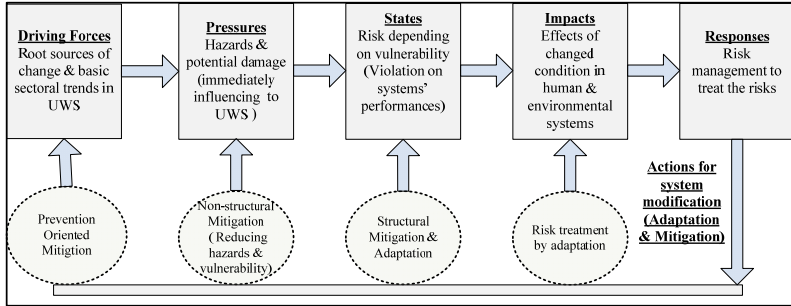 Driving Forces
Root sources of
change & basic
sectoral trends in
UWS
Pressures
Hazards &
potential damage
(immediately
influencing to
UWS )
States
Risk depending
on vulnerability
(Violation on
systems'
performances)
Impacts
Effects of
changed
condition in
human &
environmental
systems
Responses
Risk
management to
treat the risks
Prevention
Oriented
Mitigtion
Non-structural
Mitigation
( Reducing
hazards &
vulnerability)
Structural
Mitigation &
Adaptation
Risk treatment
by adaptation
Actions for
system
modification
(Adaptation
& Mitigation)